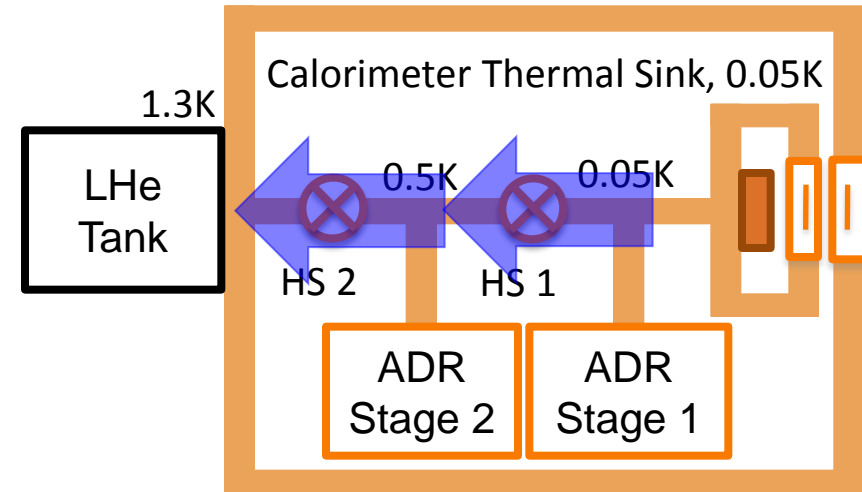 Calorimeter Thermal Sink, 0.05K
1.3K
LHe
Tank
0.5K
0.05K
HS 2
HS 1
ADR
Stage 2
ADR
Stage 1